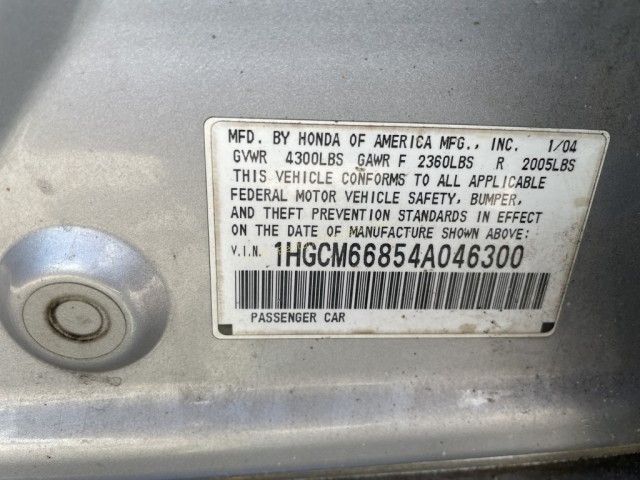 MFD. BY HONDA OF AMERICA MFG., INC. 1/04
GVWR 4300LBS GAWR F 2360LBS R 2005LBS
THIS VEHICLE CONFORMS TO ALL APPLICABLE
FEDERAL MOTOR VEHICLE SAFETY, BUMPER,
AND THEFT PREVENTION STANDARDS IN EFFECT
ON THE DATE OF MANUFACTURE SHOWN ABOVE:
V.I.N. 1HGCM66854A046300
PASSENGER CAR